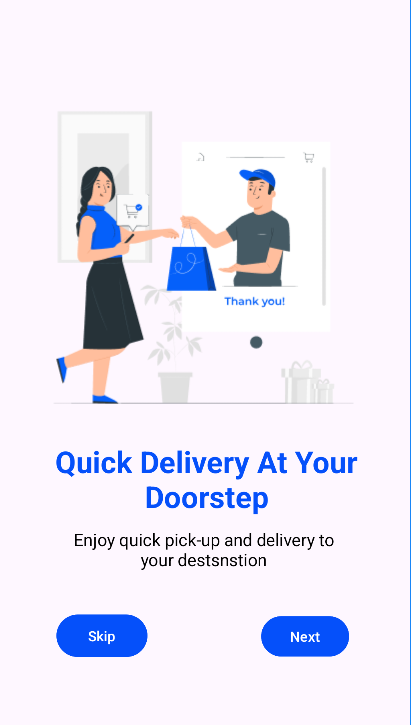 Thank you!
Quick Delivery At Your
Doorstep
Enjoy quick pick-up and delivery to
your destsnstion
Skip
Next